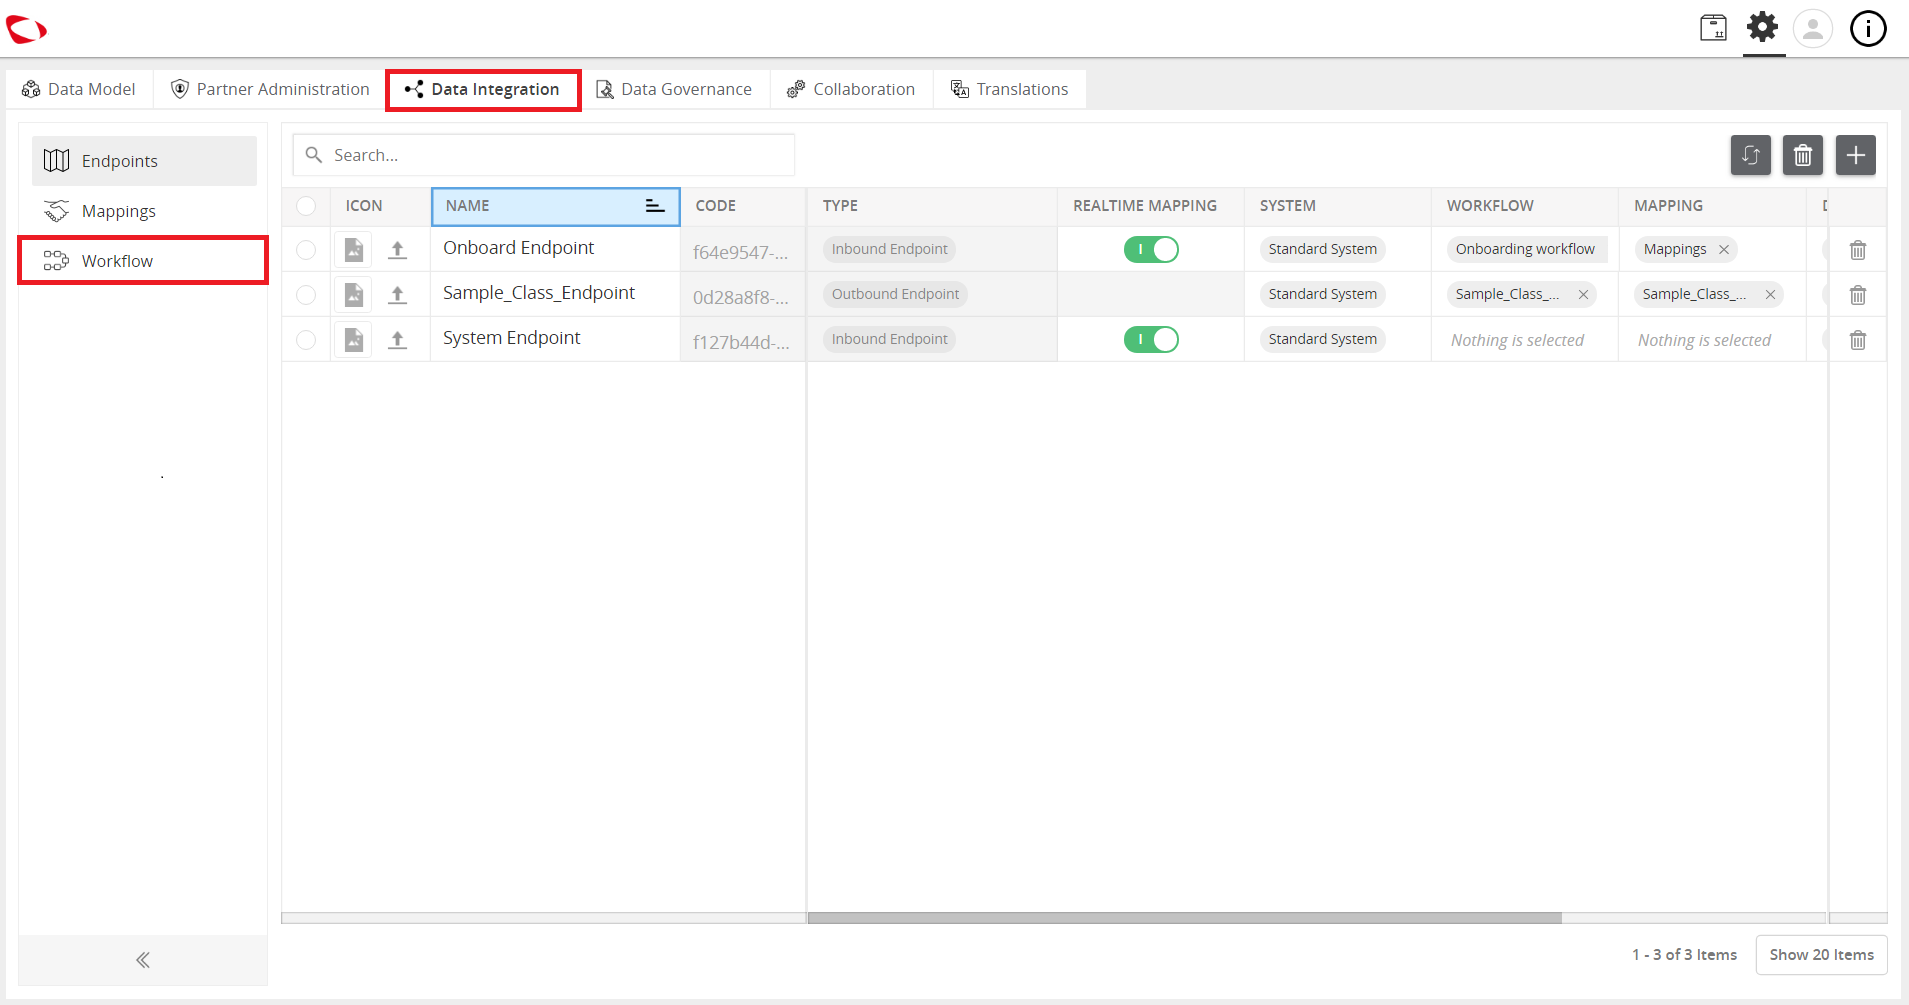 Data Model Partner Administration Data Integration Data Governance Collaboration Translations
Endpoints
Mappings
Workflow
Search...
ICON NAME CODE TYPE REALTIME MAPPING SYSTEM WORKFLOW MAPPING
Onboard Endpoint f64e9547-... Inbound Endpoint Standard System Onboarding workflow Mappings
Sample_Class_Endpoint 0d28a8f8-... Outbound Endpoint Standard System Sample_Class_... Sample_Class_...
System Endpoint f127b44d-... Inbound Endpoint Standard System Nothing is selected Nothing is selected
1 - 3 of 3 Items Show 20 Items